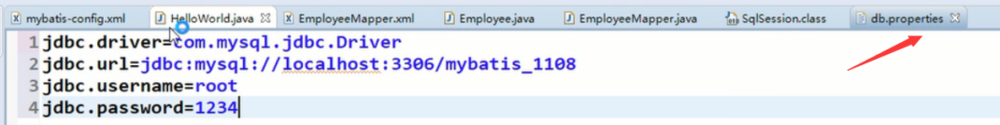 mybatis-config.xml HelloWorld.java EmployeeMapper.xml Employee.java EmployeeMapper.java SqlSession.class db.properties
1 jdbc.driver=com.mysql.jdbc.Driver
2 jdbc.url=jdbc:mysql://localhost:3306/mybatis_1108
3 jdbc.username=root
4 jdbc.password=1234